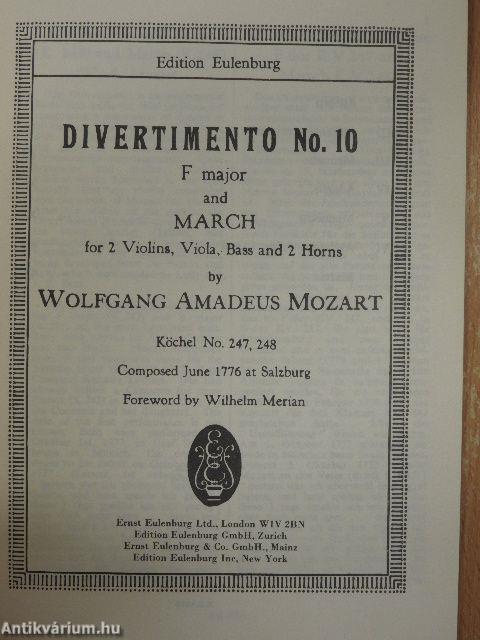 Edition Eulenburg
DIVERTIMENTO No. 10
F major
and
MARCH
for 2 Violins, Viola, Bass and 2 Horns
by
WOLFGANG AMADEUS MOZART
Köchel No. 247, 248
Composed June 1776 at Salzburg
Foreword by Wilhelm Merian
Ernst Eulenburg Ltd., London W1V 2BN
Edition Eulenburg GmbH, Zurich
Ernst Eulenburg & Co. GmbH., Mainz
Edition Eulenburg Inc, New York
Antikvárium.hu